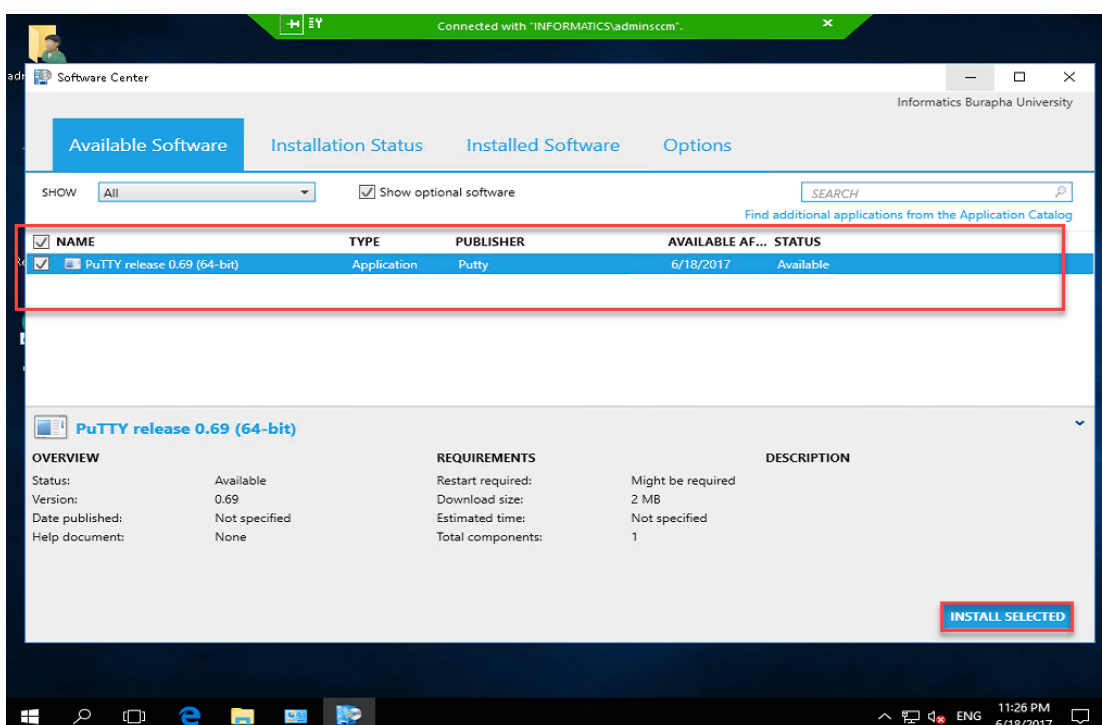 Connected with "INFORMATICS\adminsccm".
Software Center
Informatics Burapha University
Available Software Installation Status Installed Software Options
SHOW All Show optional software SEARCH
Find additional applications from the Application Catalog
NAME TYPE PUBLISHER AVAILABLE AF... STATUS
PuTTY release 0.69 (64-bit) Application Putty 6/18/2017 Available
PuTTY release 0.69 (64-bit)
OVERVIEW REQUIREMENTS DESCRIPTION
Status: Available Restart required: Might be required
Version: 0.69 Download size: 2 MB
Date published: Not specified Estimated time: Not specified
Help document: None Total components: 1
INSTALL SELECTED
ENG 11:26 PM
6/18/2017